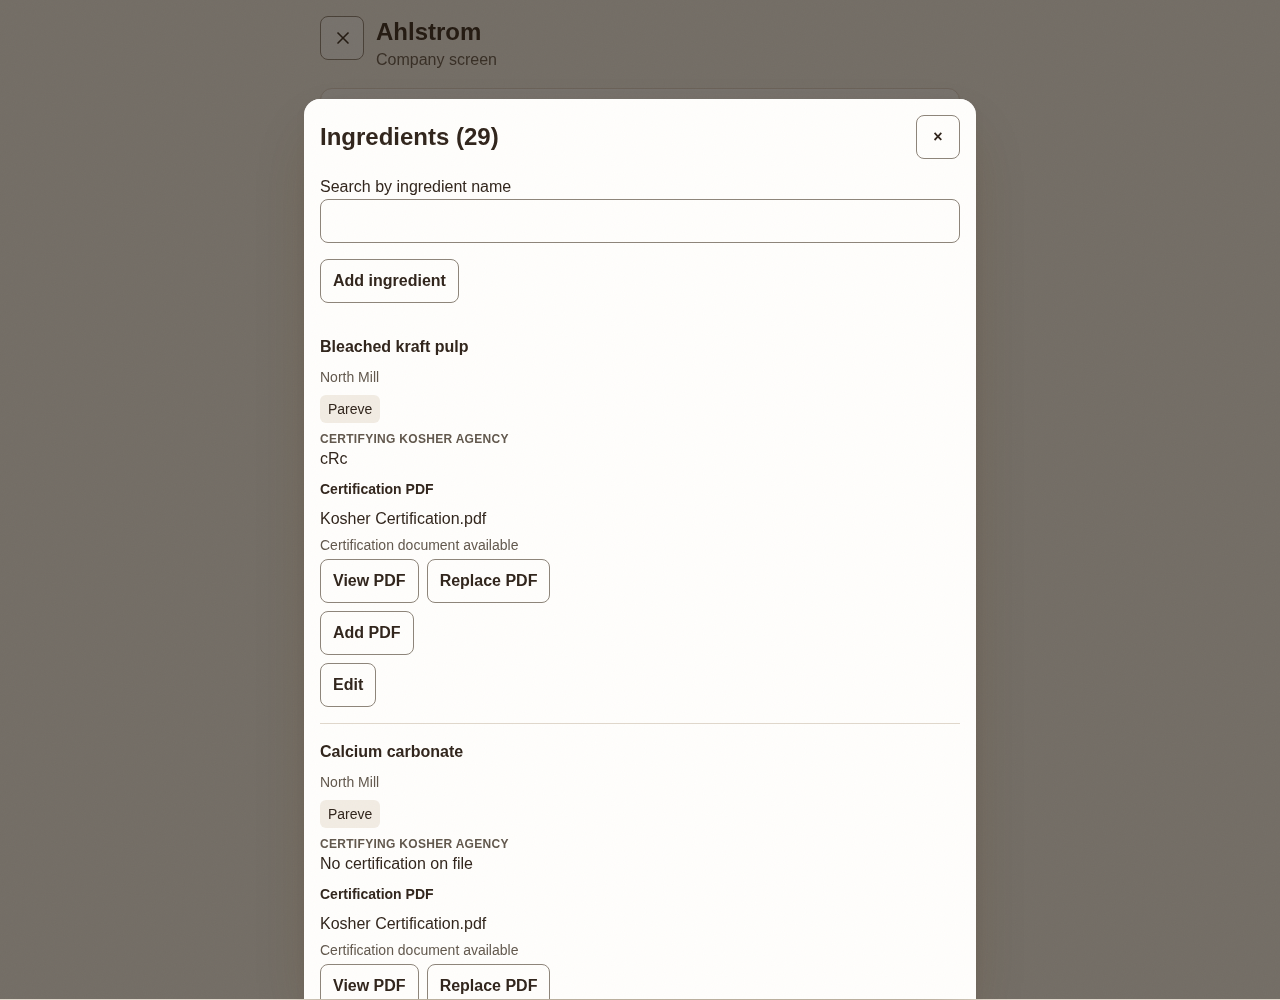 Ahlstrom
Company screen
Ingredients (29)
×
Search by ingredient name
Add ingredient
Bleached kraft pulp
North Mill
Pareve
CERTIFYING KOSHER AGENCY
cRc
Certification PDF
Kosher Certification.pdf
Certification document available
View PDF Replace PDF
Add PDF
Edit
Calcium carbonate
North Mill
Pareve
CERTIFYING KOSHER AGENCY
No certification on file
Certification PDF
Kosher Certification.pdf
Certification document available
View PDF Replace PDF